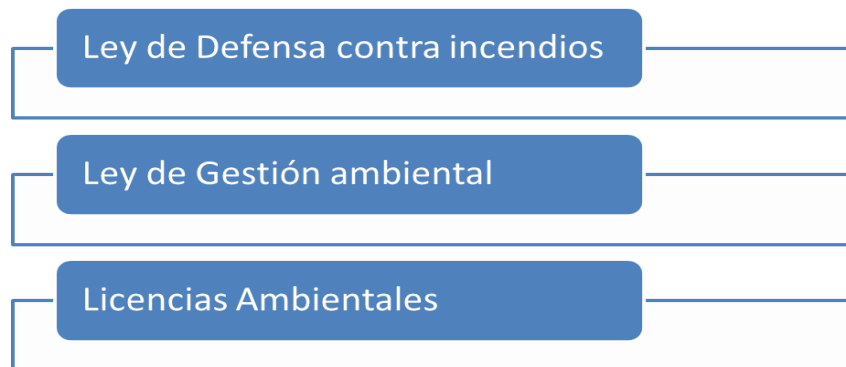 Ley de Defensa contra incendios
Ley de Gestión ambiental
Licencias Ambientales